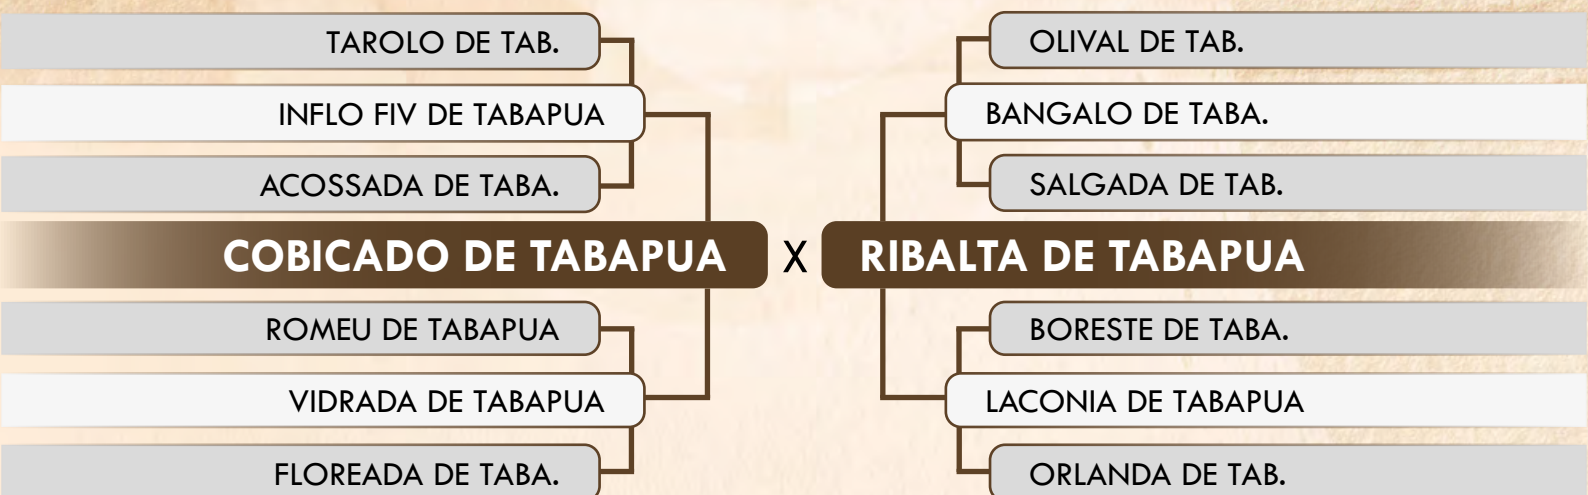 TAROLO DE TAB.
INFLO FIV DE TABAPUA
ACOSSADA DE TABA.
COBICADO DE TABAPUA
ROMEU DE TABAPUA
VIDRADA DE TABAPUA
FLOREADA DE TABA.
X
OLIVAL DE TAB.
BANGALO DE TABA.
SALGADA DE TAB.
RIBALTA DE TABAPUA
BORESTE DE TABA.
LACONIA DE TABAPUA
ORLANDA DE TAB.